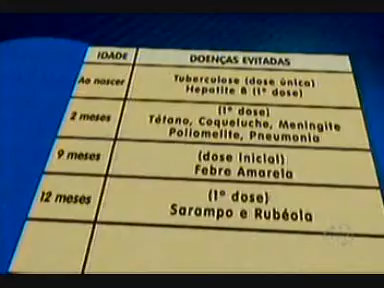 IDADE DOENÇAS EVITADAS
Ao nascer Tuberculose (dose única)
Hepatite B (1ª dose)
2 meses (1ª dose)
Tétano, Coqueluche, Meningite
Poliomelite, Pneumonia
9 meses (dose inicial)
Febre Amarela
12 meses (1ª dose)
Sarampo e Rubéola